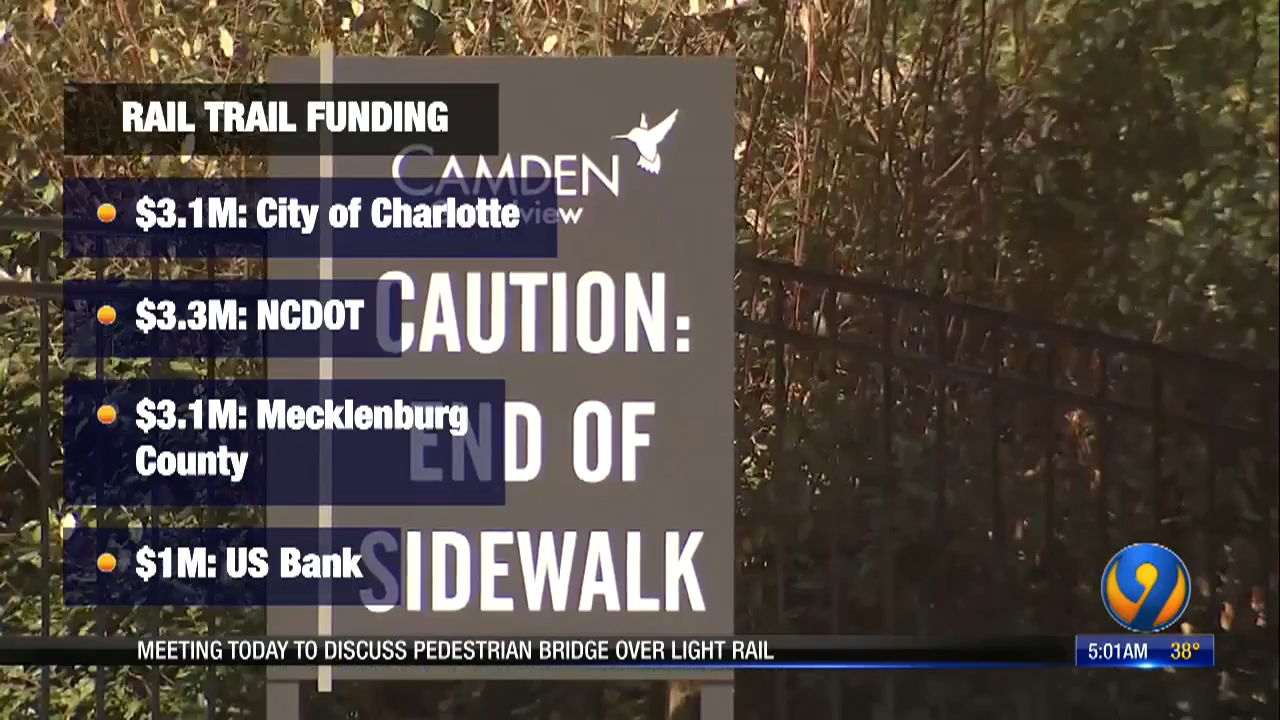 RAIL TRAIL FUNDING
CAMDEN
$3.1M: City of Charlotte
$3.3M: NCDOT
CAUTION:
$3.1M: Mecklenburg
County
END OF
$1M: US Bank
SIDEWALK
9
MEETING TODAY TO DISCUSS PEDESTRIAN BRIDGE OVER LIGHT RAIL
5:01AM 38°